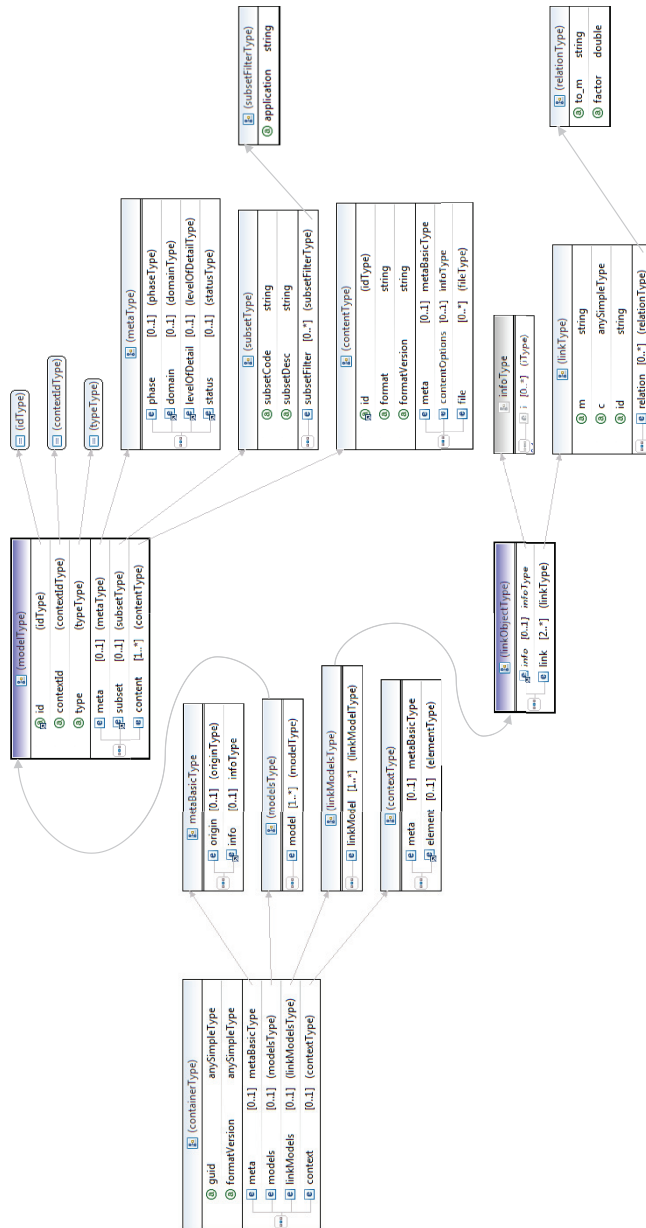 (containerType)
guid anySimpleType
formatVersion anySimpleType
meta [0..1] metaBasicType
models [0..1] (modelsType)
linkModels [0..1] (linkModelsType)
context [0..1] (contextType)
metaBasicType
origin [0..1] (originType)
info [0..1] infoType
(modelsType)
model [1..*] (modelType)
(linkModelsType)
linkModel [1..*] (linkModelType)
(contextType)
meta [0..1] metaBasicType
element [0..1] (elementType)
(modelType)
id (idType)
contextId (contextIdType)
type (typeType)
meta [0..1] (metaType)
subset [0..1] (subsetType)
content [1..*] (contentType)
(linkObjectType)
info [0..1] infoType
link [2..*] (linkType)
(idType)
(contextIdType)
(typeType)
(metaType)
phase [0..1] (phaseType)
domain [0..1] (domainType)
levelOfDetail [0..1] (levelOfDetailType)
status [0..1] (statusType)
(subsetType)
subsetCode string
subsetDesc string
subsetFilter [0..*] (subsetFilterType)
(contentType)
id (idType)
format string
formatVersion string
meta [0..1] metaBasicType
contentOptions [0..1] infoType
file [0..*] (fileType)
infoType
i [0..*] (iType)
(linkType)
m string
c anySimpleType
id string
relation [0..*] (relationType)
(subsetFilterType)
application string
(relationType)
to_m string
factor double